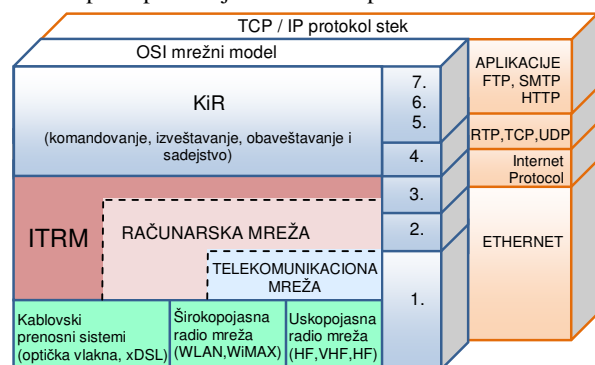 TCP / IP protokol stek
OSI mrežni model
KiR
(komandovanje, izveštavanje, obaveštavanje i
sadejstvo)
7.
6.
5.
4.
3.
2.
1.
APLIKACIJE
FTP, SMTP
HTTP
RTP,TCP,UDP
Internet
Protocol
ETHERNET
ITRM
RAČUNARSKA MREŽA
TELEKOMUNIKACIONA
MREŽA
Kablovski
prenosni sistemi
(optička vlakna, xDSL)
Širokopojasna
radio mreža
(WLAN,WiMAX)
Uskopojasna
radio mreža
(HF,VHF,HF)